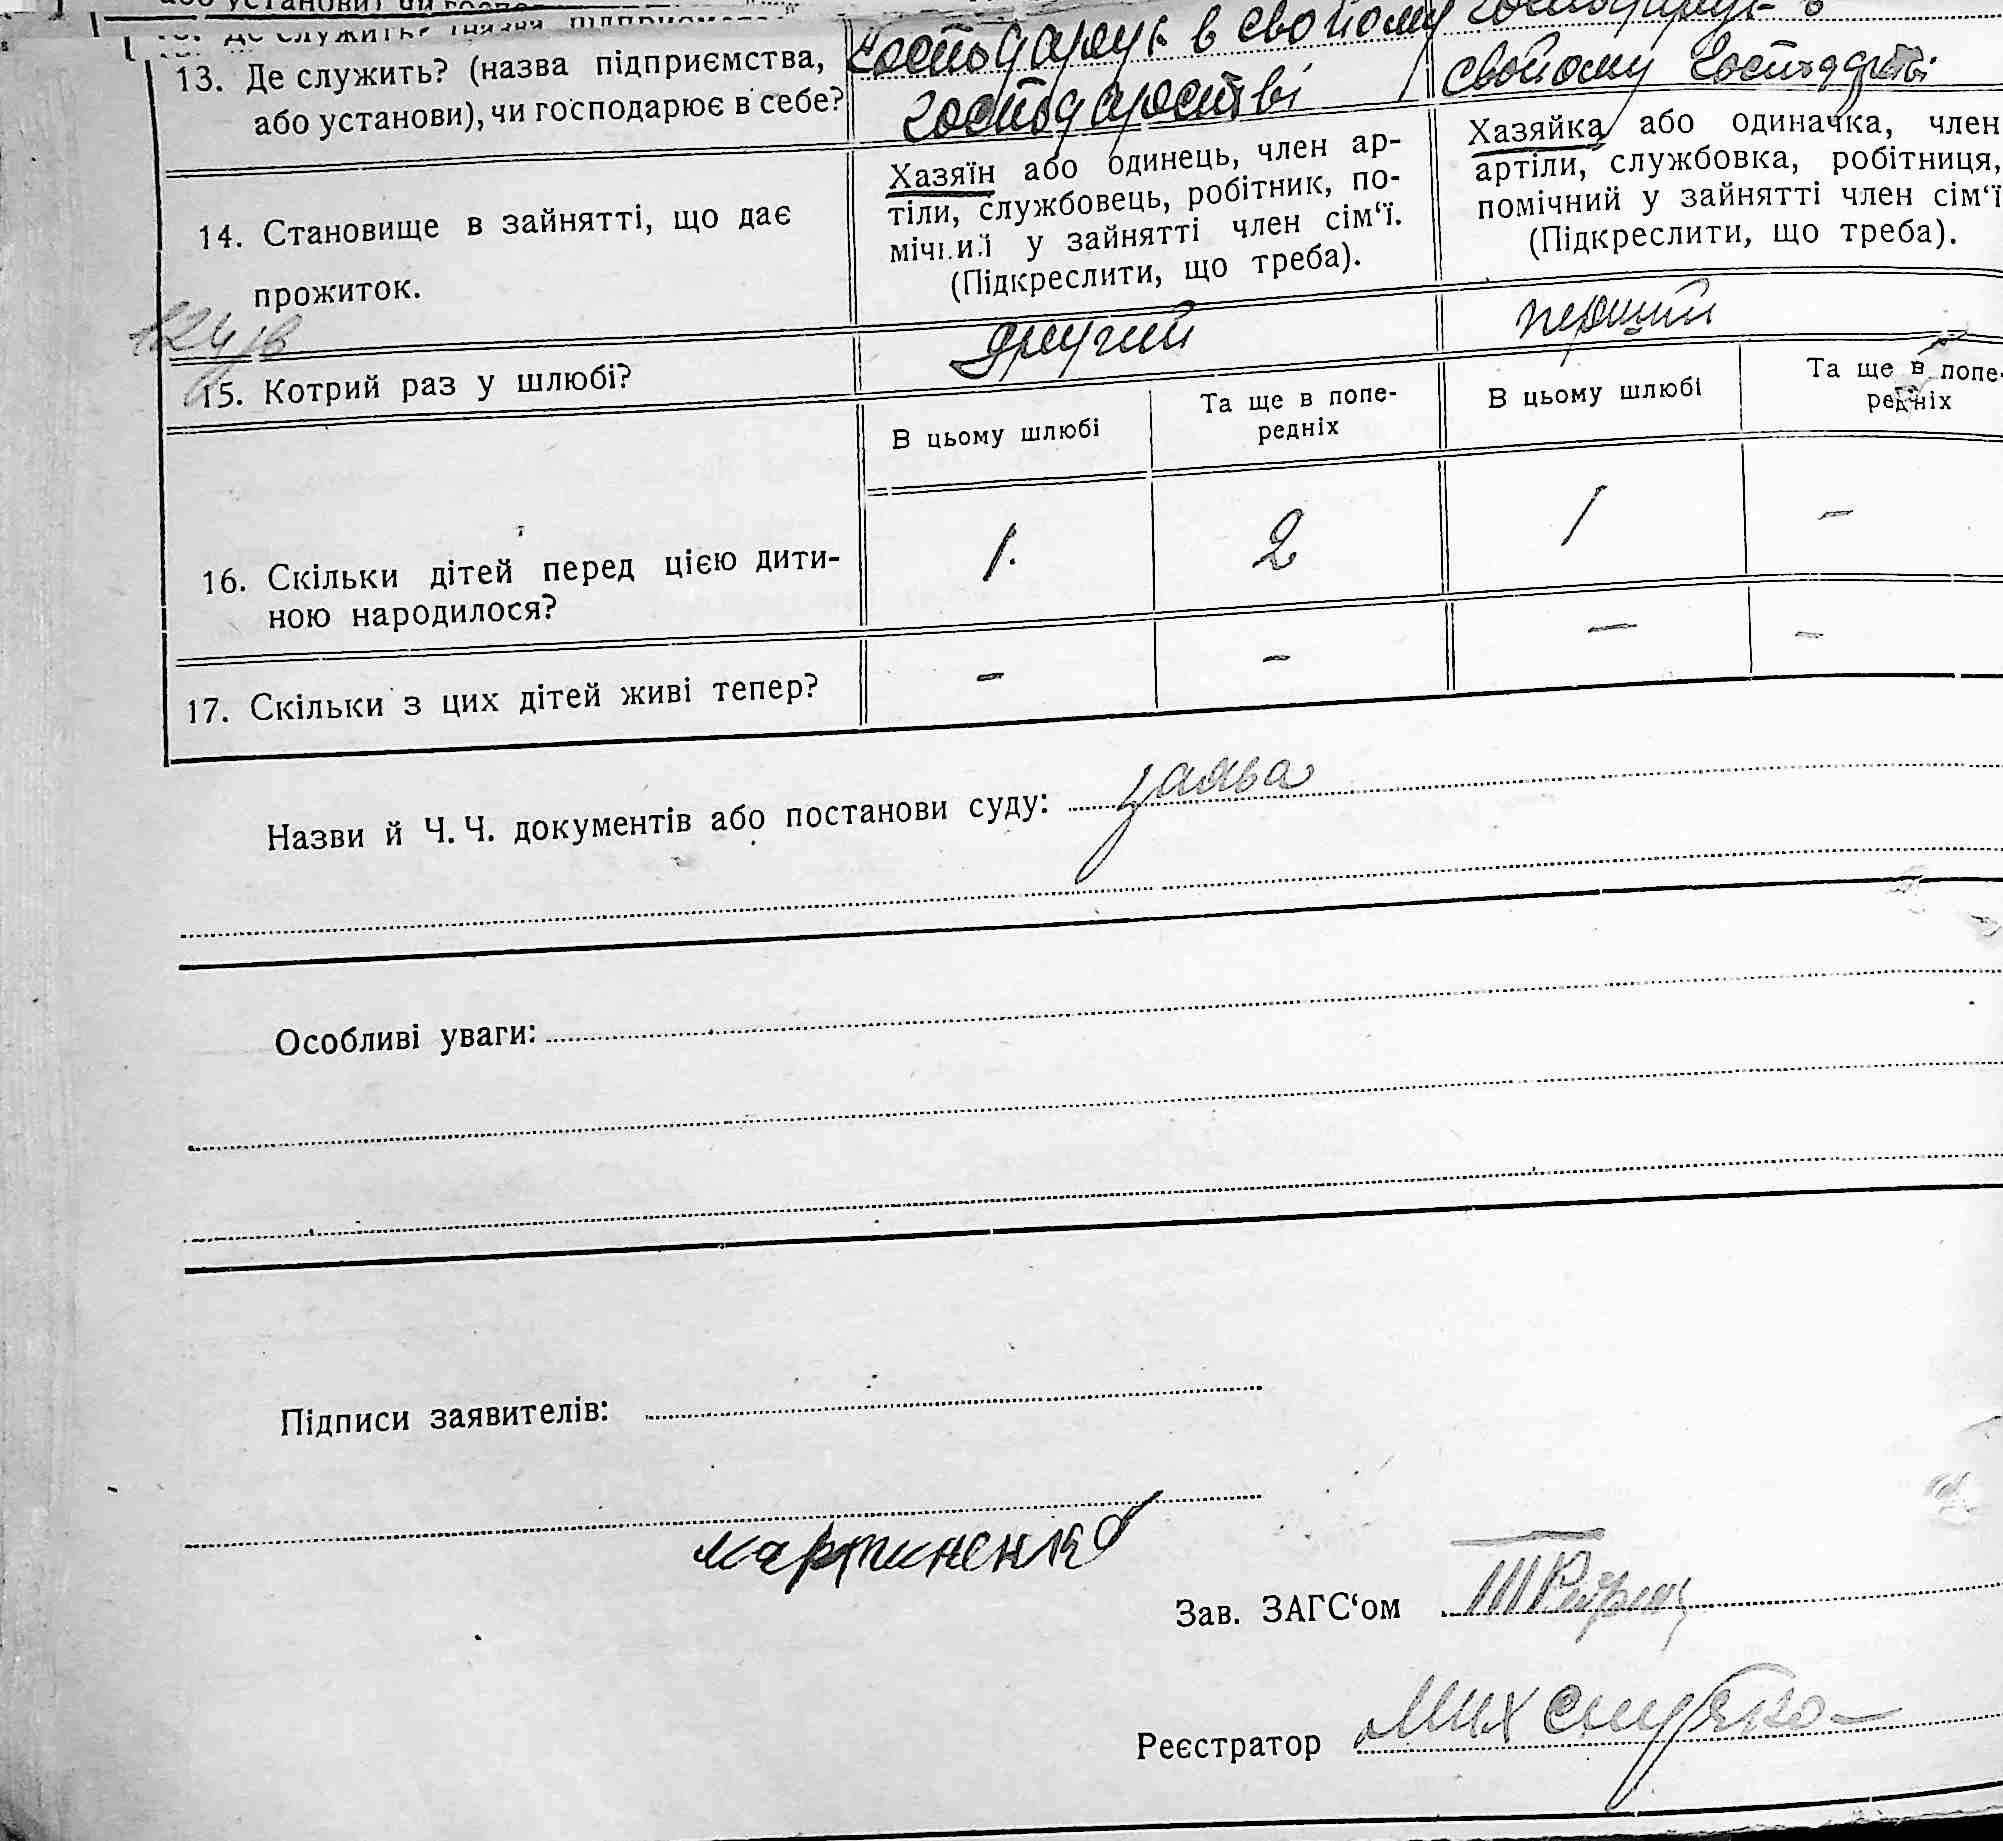 13. Де служить? (назва підприємства,
або установи), чи господарює в себе?
господарує в свойому
господарстві
господарує в
свойому господарстві
14. Становище в зайнятті, що дає
прожиток.
Хазяїн або одинець, член ар-
тіли, службовець, робітник, по-
мічний у зайнятті член сім‘ї.
(Підкреслити, що треба).
Хазяйка або одиначка, член
артіли, службовка, робітниця,
помічний у зайнятті член сім‘ї
(Підкреслити, що треба).
15. Котрий раз у шлюбі?
другий
перший
В цьому шлюбі
Та ще в попе-
редніх
В цьому шлюбі
Та ще в попе-
редніх
16. Скільки дітей перед цією дити-
ною народилося?
1. 2 1 –
17. Скільки з цих дітей живі тепер?
– – – –
Назви й Ч. Ч. документів або постанови суду: заява
Особливі уваги:
Підписи заявителів:
Мартиненко
Зав. ЗАГС‘ом
Реєстратор